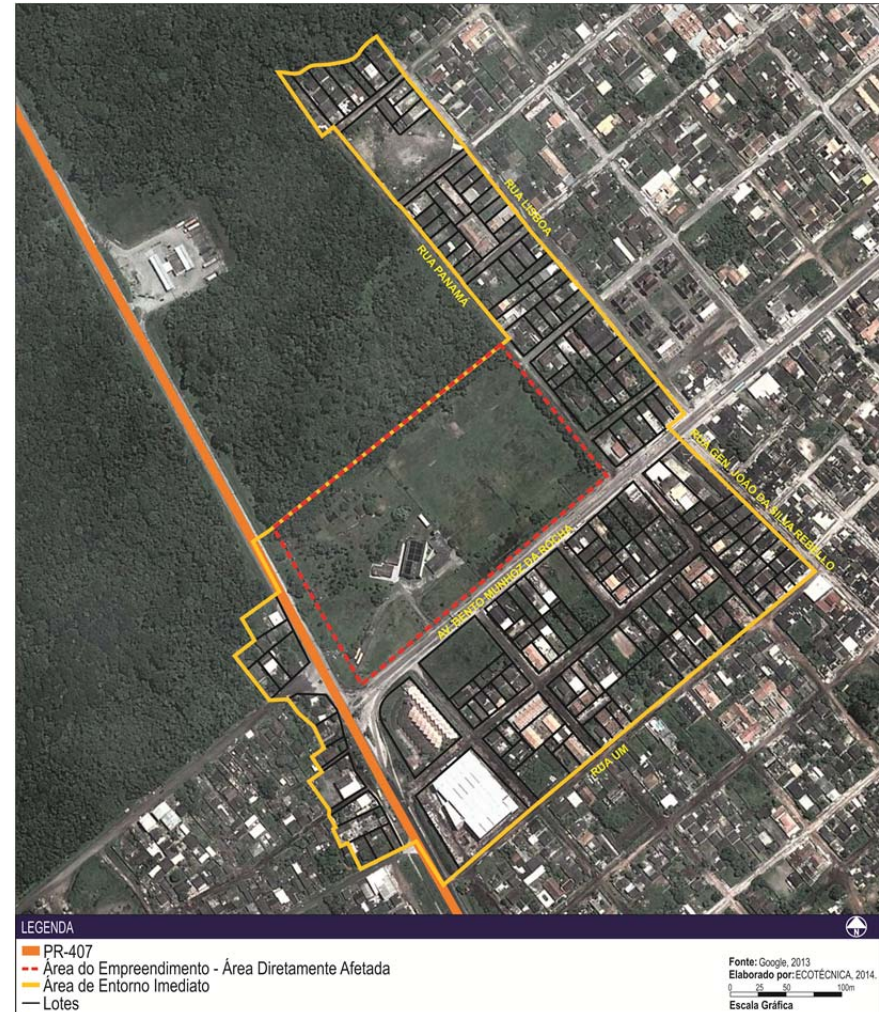 RUA LISBOA
RUA PANAMÁ
RUA GEN. JOÃO DA SILVA REBELLO
AV. BENTO MUNHOZ DA ROCHA
RUA UM
LEGENDA
N
PR-407
Área do Empreendimento - Área Diretamente Afetada
Área de Entorno Imediato
Lotes
Fonte: Google, 2013
Elaborado por: ECOTÉCNICA, 2014.
0 25 50 100m
Escala Gráfica